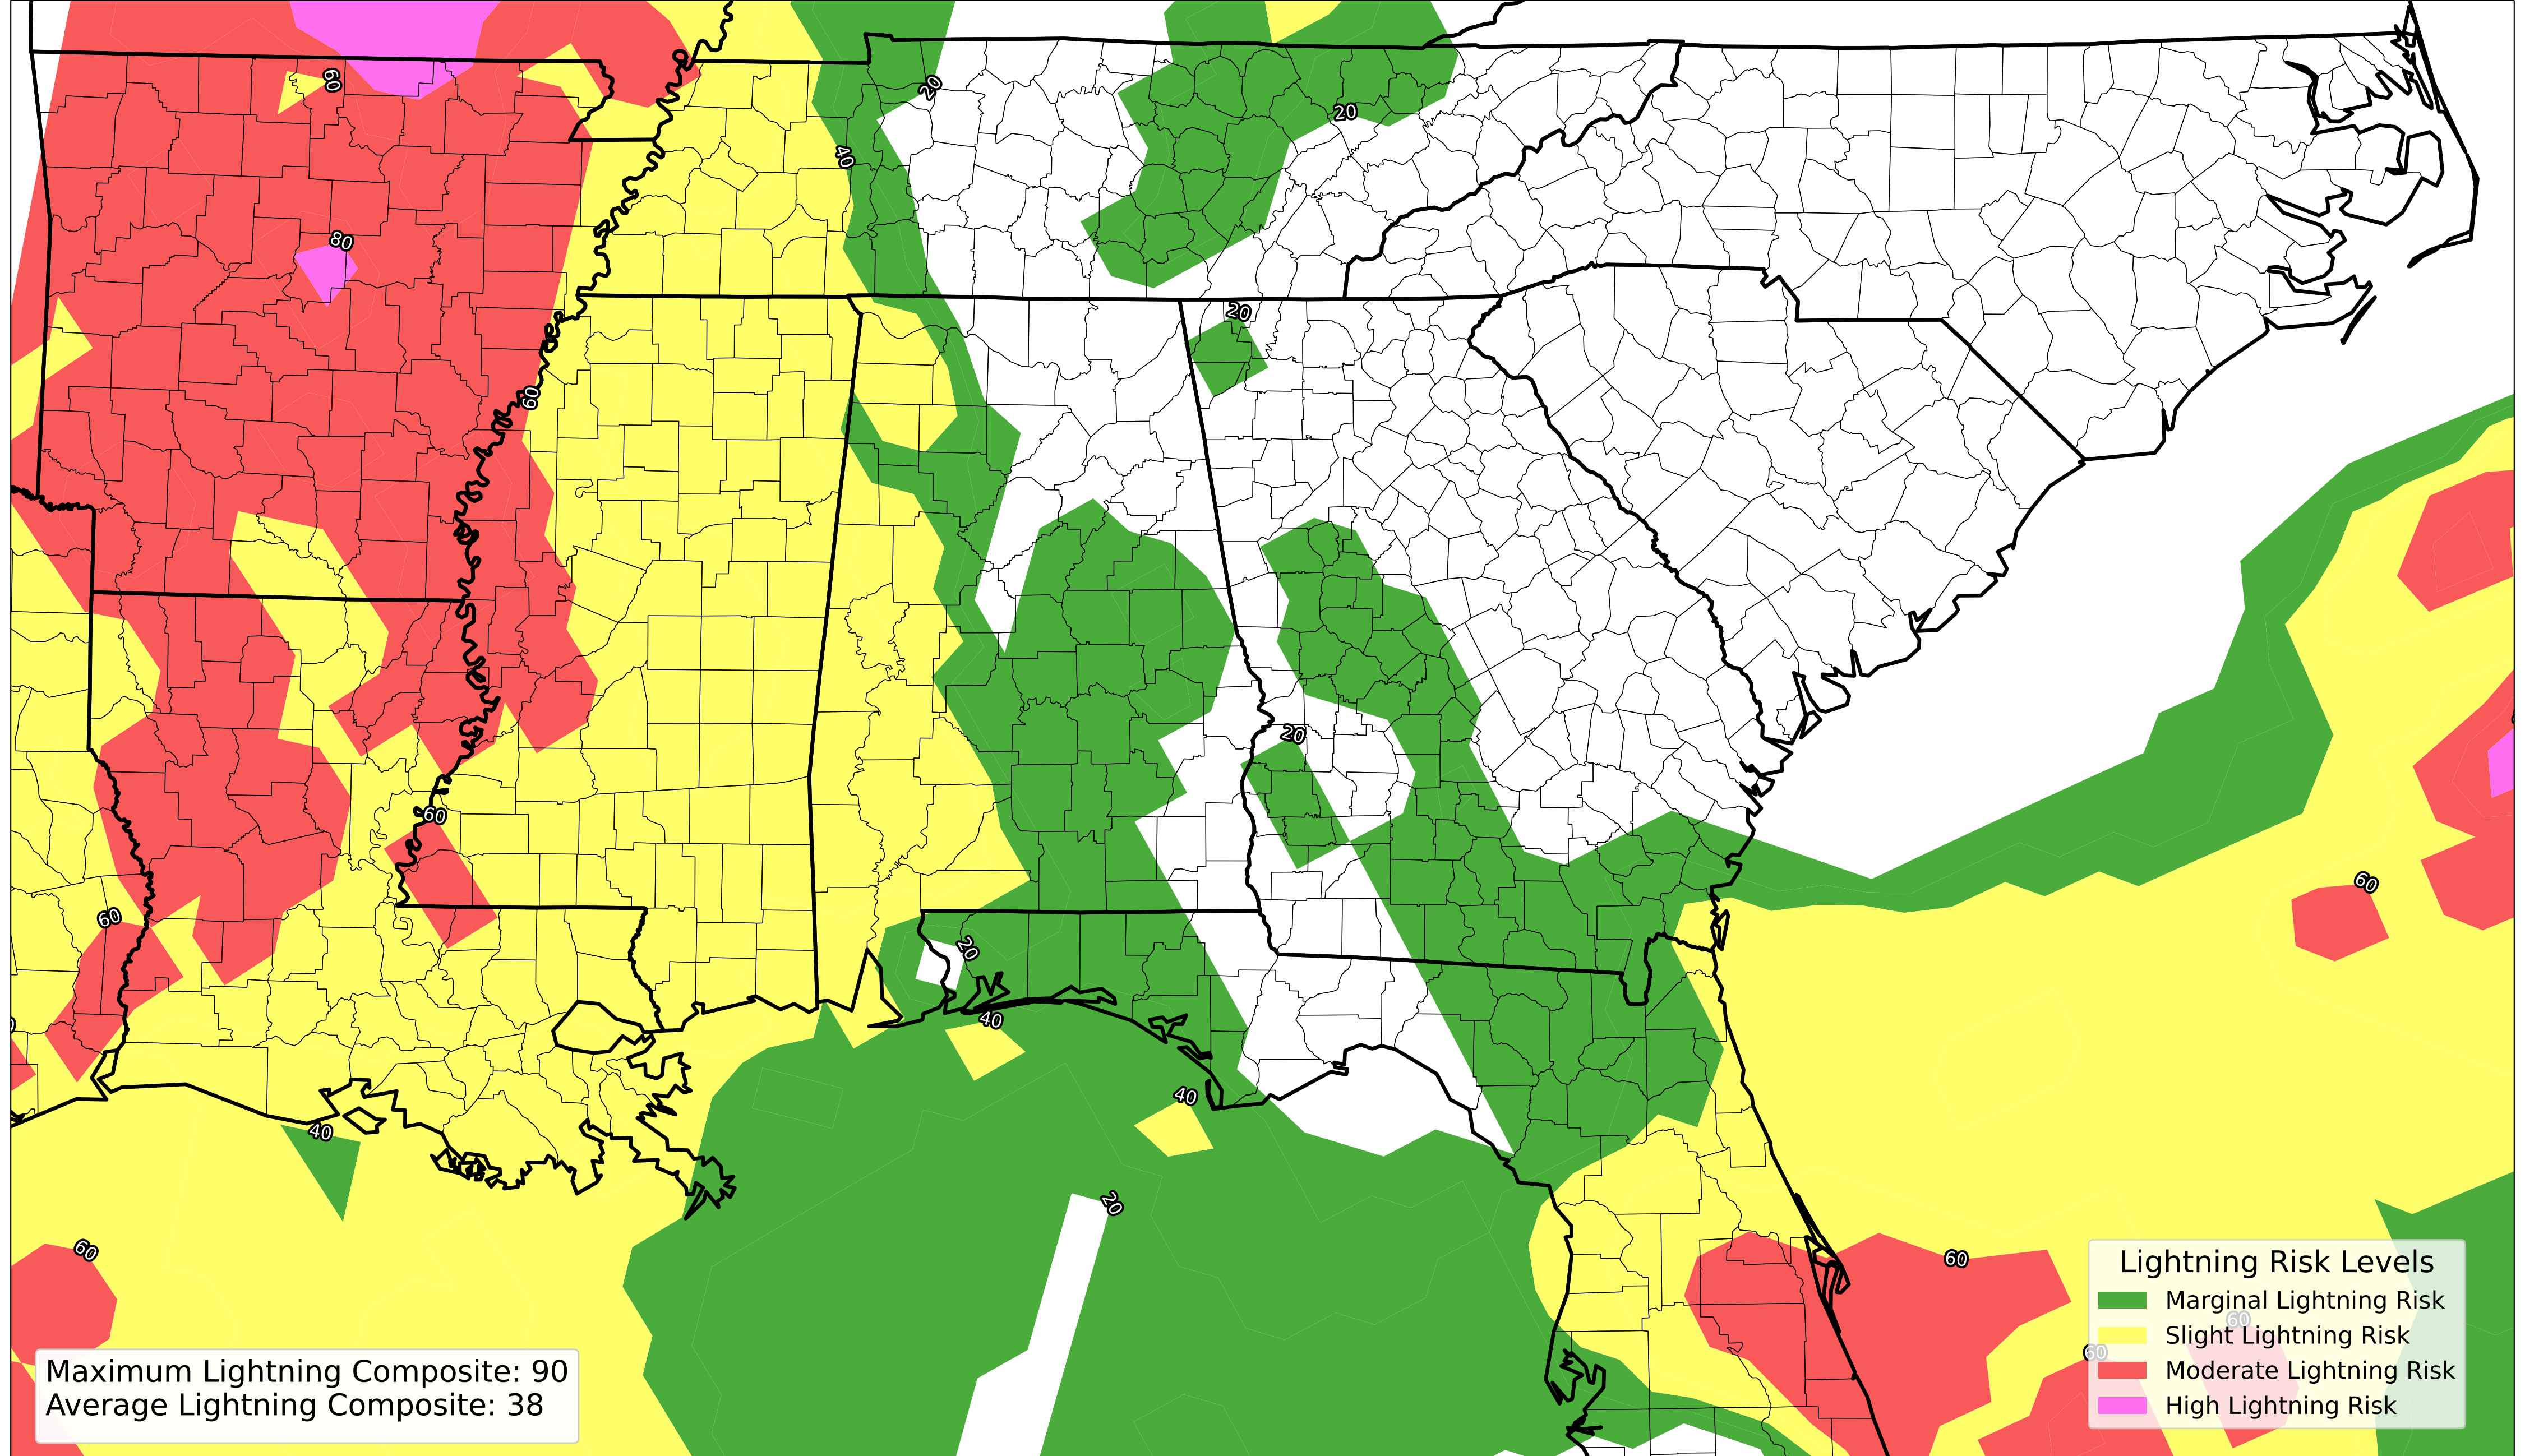 60
20
20
40
80
20
60
20
60
60
60
20
40
40
40
20
60
60
60
60
Lightning Risk Levels
Marginal Lightning Risk
Slight Lightning Risk
Moderate Lightning Risk
High Lightning Risk
Maximum Lightning Composite: 90
Average Lightning Composite: 38